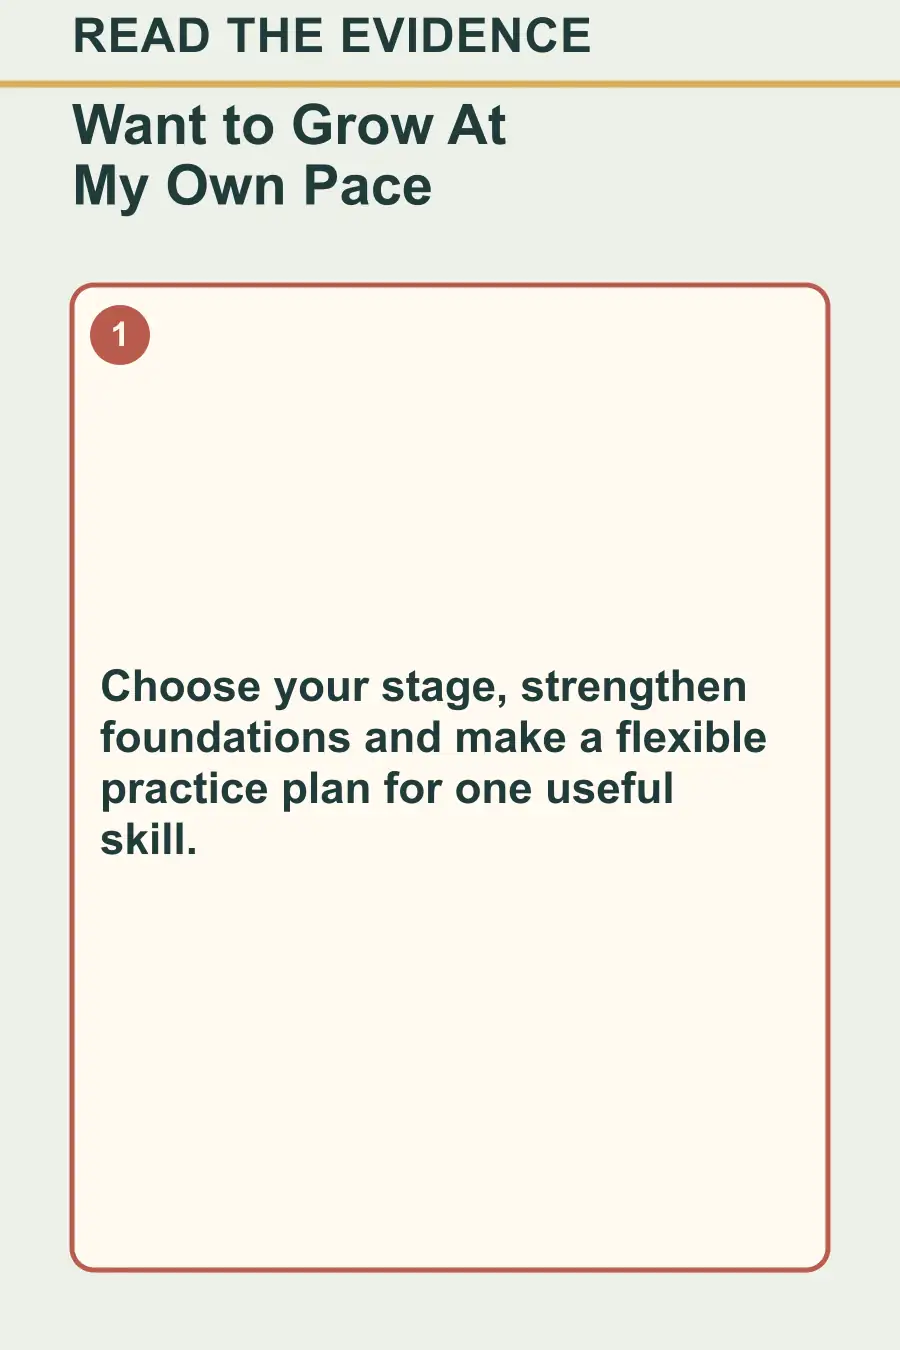 READ THE EVIDENCE
Want to Grow At
My Own Pace
1
Choose your stage, strengthen
foundations and make a flexible
practice plan for one useful
skill.